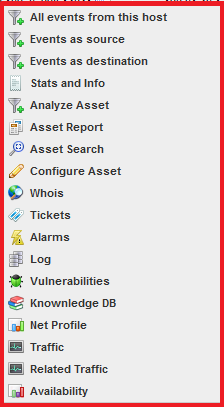 All events from this host
Events as source
Events as destination
Stats and Info
Analyze Asset
Asset Report
Asset Search
Configure Asset
Whois
Tickets
Alarms
Log
Vulnerabilities
Knownledge DB
Net Profile
Traffic
Related Traffic
Availability